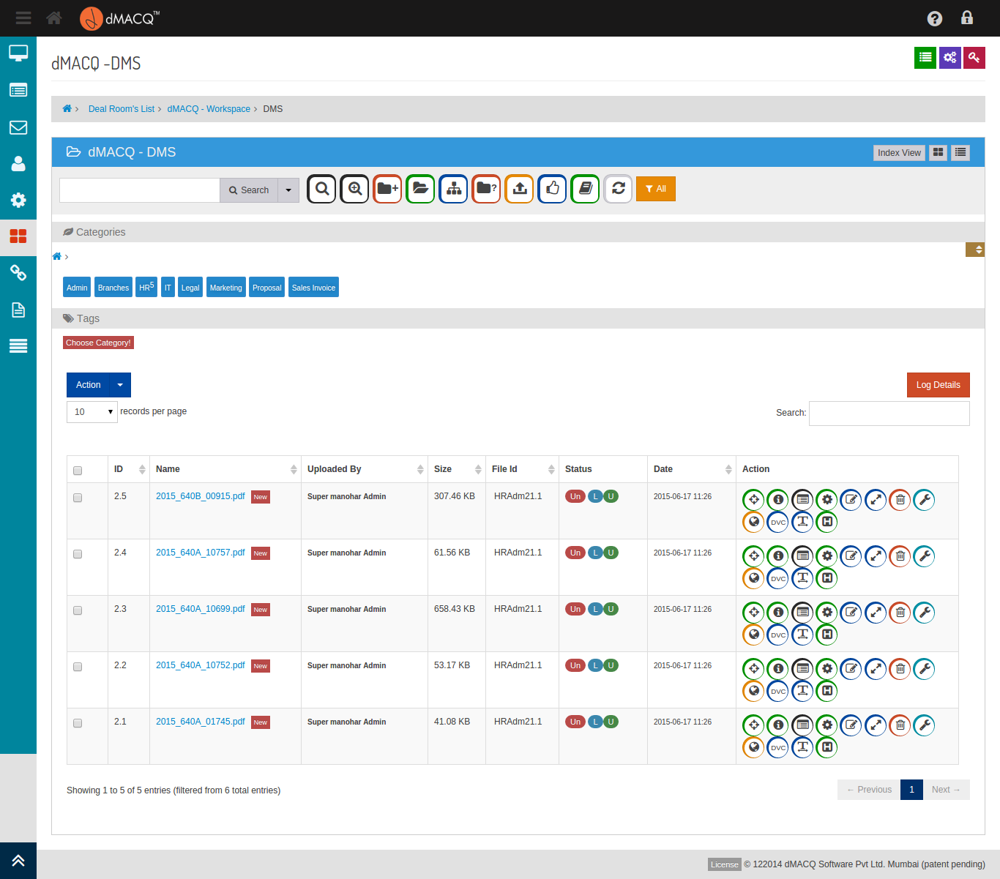 dMACQ™
dMACQ -DMS
Deal Room's List > dMACQ - Workspace > DMS
dMACQ - DMS
Index View
Search
+
?
All
Categories
Admin Branches HR5 IT Legal Marketing Proposal Sales Invoice
Tags
Choose Category!
Action
Log Details
10 records per page
Search:
ID Name Uploaded By Size File Id Status Date Action
2.5 2015_640B_00915.pdf New Super manohar Admin 307.46 KB HRAdm21.1 Un L U 2015-06-17 11:26
DVC T H
2.4 2015_640A_10757.pdf New Super manohar Admin 61.56 KB HRAdm21.1 Un L U 2015-06-17 11:26
DVC T H
2.3 2015_640A_10699.pdf New Super manohar Admin 658.43 KB HRAdm21.1 Un L U 2015-06-17 11:26
DVC T H
2.2 2015_640A_10752.pdf New Super manohar Admin 53.17 KB HRAdm21.1 Un L U 2015-06-17 11:26
DVC T H
2.1 2015_640A_01745.pdf New Super manohar Admin 41.08 KB HRAdm21.1 Un L U 2015-06-17 11:26
DVC T H
Showing 1 to 5 of 5 entries (filtered from 6 total entries)
← Previous 1 Next →
License © 122014 dMACQ Software Pvt Ltd. Mumbai (patent pending)